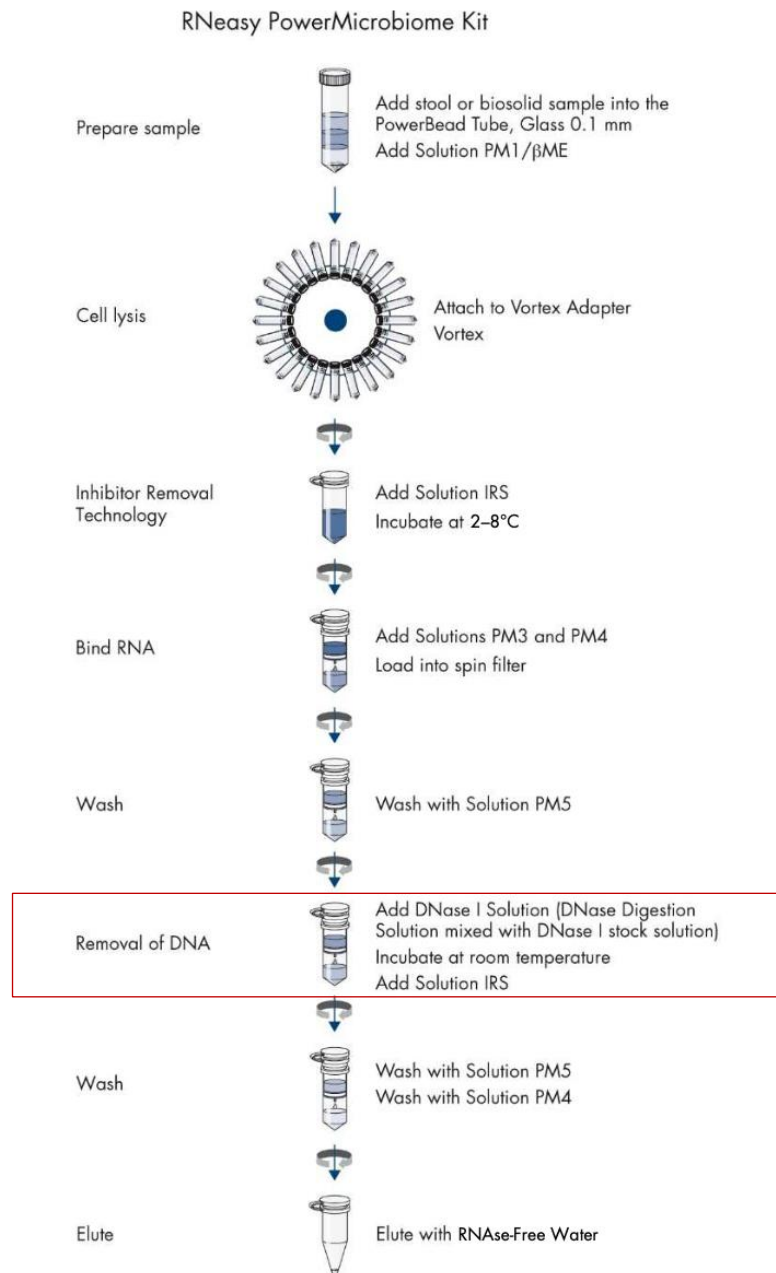 RNeasy PowerMicrobiome Kit
Prepare sample
Add stool or biosolid sample into the
PowerBead Tube, Glass 0.1 mm
Add Solution PM1/βME
Cell lysis
Attach to Vortex Adapter
Vortex
Inhibitor Removal
Technology
Add Solution IRS
Incubate at 2–8°C
Bind RNA
Add Solutions PM3 and PM4
Load into spin filter
Wash
Wash with Solution PM5
Removal of DNA
Add DNase I Solution (DNase Digestion
Solution mixed with DNase I stock solution)
Incubate at room temperature
Add Solution IRS
Wash
Wash with Solution PM5
Wash with Solution PM4
Elute
Elute with RNAse-Free Water